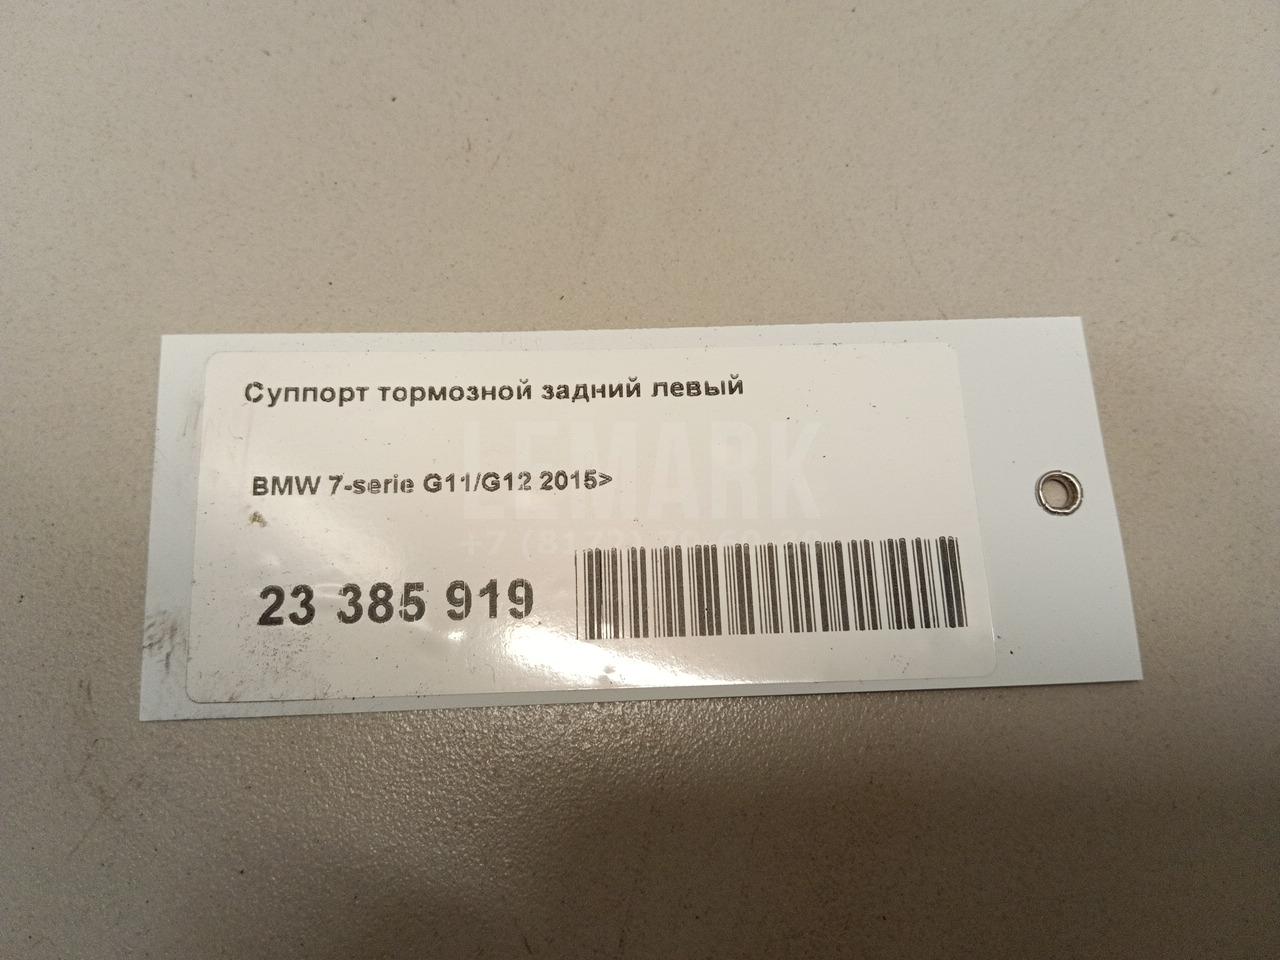 Суппорт тормозной задний левый
LEMARK
BMW 7-serie G11/G12 2015>
23 385 919